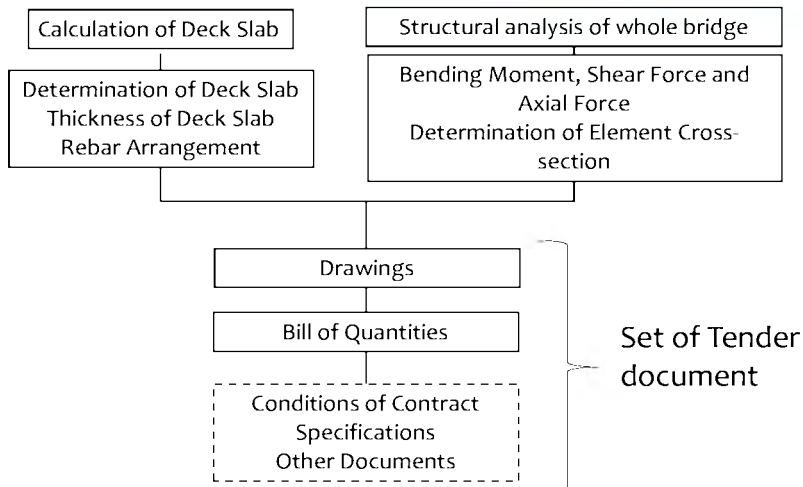 Calculation of Deck Slab
Structural analysis of whole bridge
Determination of Deck Slab
Thickness of Deck Slab
Rebar Arrangement
Bending Moment, Shear Force and
Axial Force
Determination of Element Cross-
section
Drawings
Bill of Quantities
Conditions of Contract
Specifications
Other Documents
Set of Tender
document